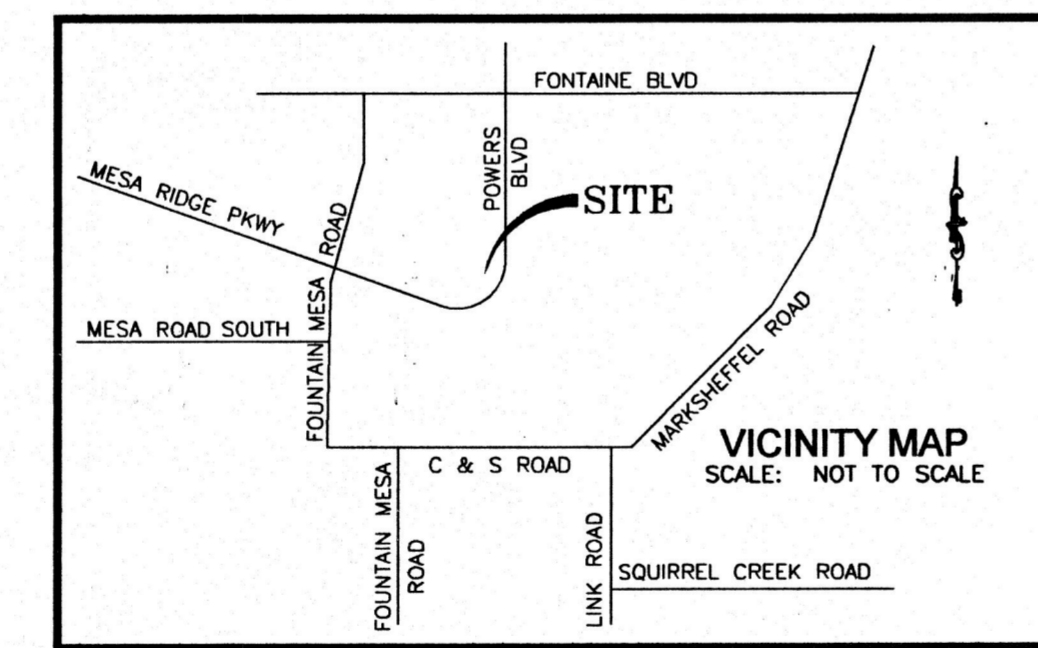 FONTAINE BLVD
POWERS
BLVD
MESA RIDGE PKWY
SITE
ROAD
FOUNTAIN MESA
MESA ROAD SOUTH
MARKSHEFFEL ROAD
VICINITY MAP
SCALE: NOT TO SCALE
C & S ROAD
FOUNTAIN MESA
ROAD
LINK ROAD
SQUIRREL CREEK ROAD